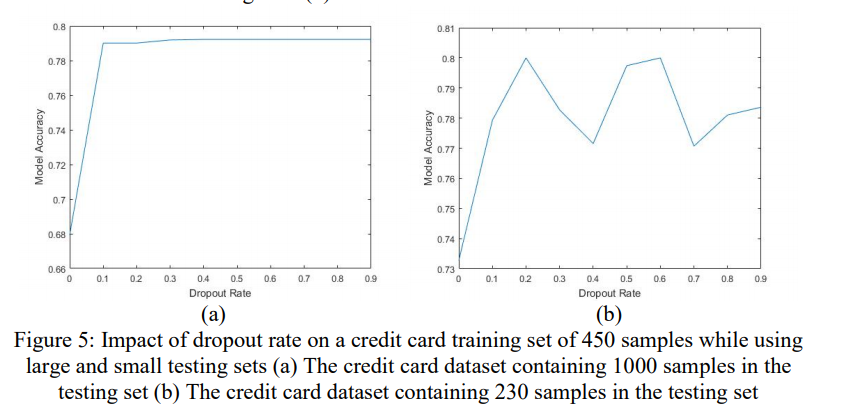 0.8
0.78
0.76
0.74
0.72
0.7
0.68
0.66
Model Accuracy
0 0.1 0.2 0.3 0.4 0.5 0.6 0.7 0.8 0.9
Dropout Rate
(a)
0.81
0.8
0.79
0.78
0.77
0.76
0.75
0.74
0.73
Model Accuracy
0 0.1 0.2 0.3 0.4 0.5 0.6 0.7 0.8 0.9
Dropout Rate
(b)
Figure 5: Impact of dropout rate on a credit card training set of 450 samples while using
large and small testing sets (a) The credit card dataset containing 1000 samples in the
testing set (b) The credit card dataset containing 230 samples in the testing set